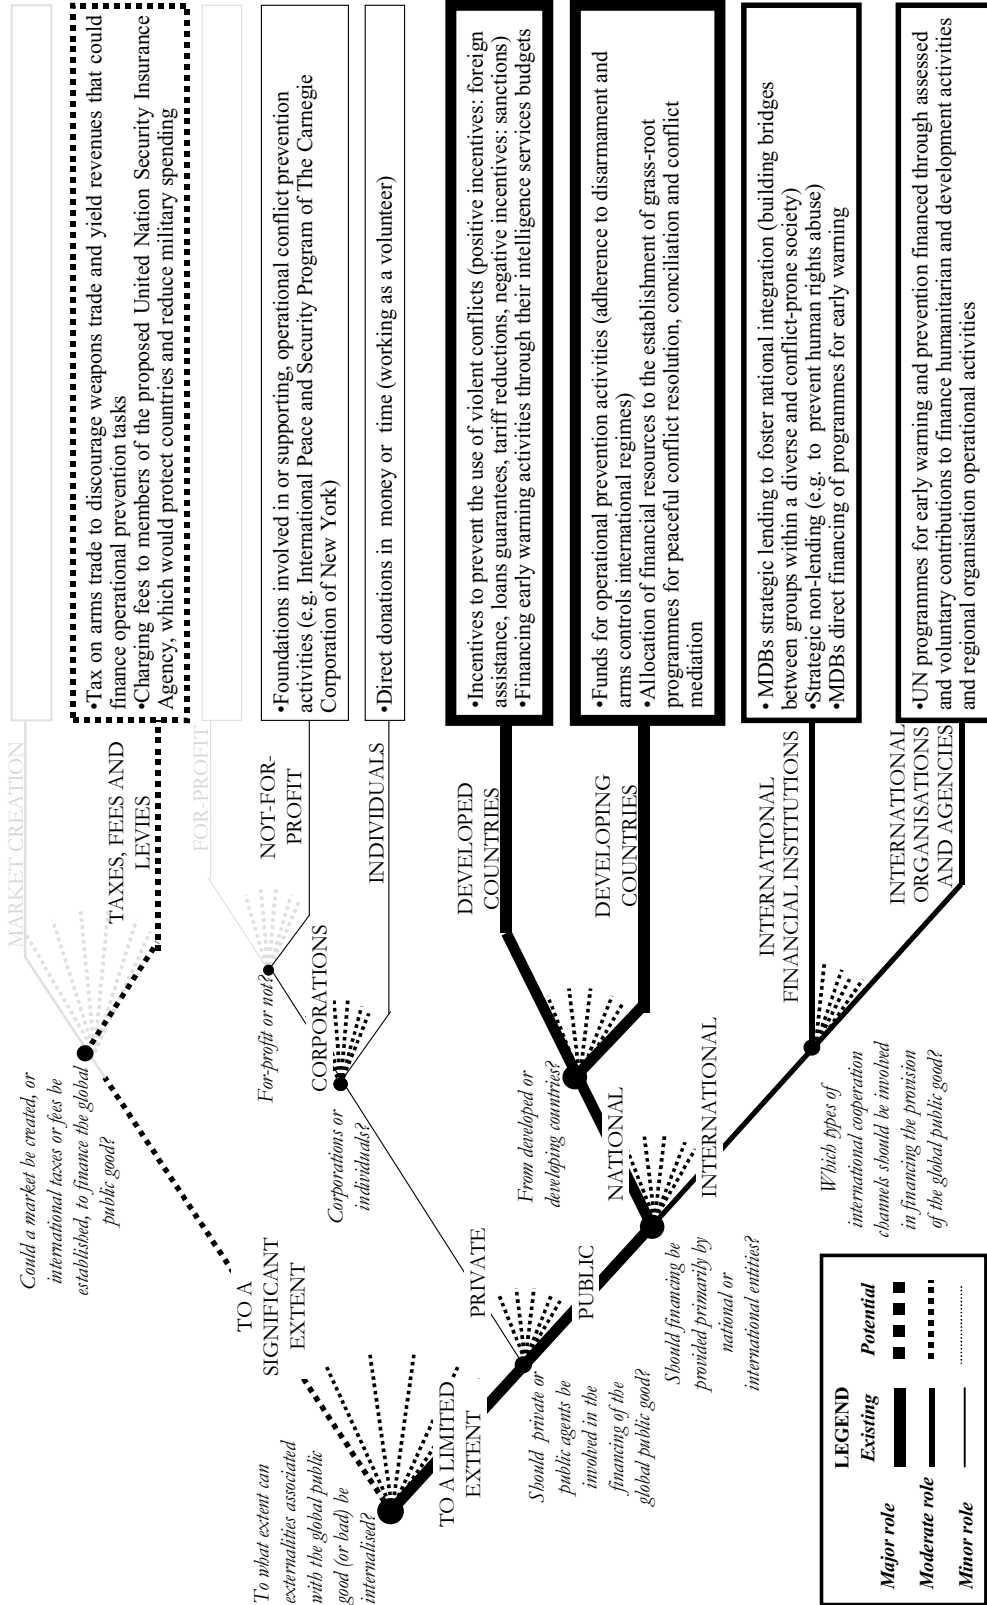 To what extent can
externalities associated
with the global public
good (or bad) be
internalised?
TO A
SIGNIFICANT
EXTENT
TO A LIMITED
EXTENT
Could a market be created, or
international taxes or fees be
established, to finance the global
public good?
MARKET CREATION
TAXES, FEES AND
LEVIES
•Tax on arms trade to discourage weapons trade and yield revenues that could
finance operational prevention tasks
•Charging fees to members of the proposed United Nation Security Insurance
Agency, which would protect countries and reduce military spending
Should private or
public agents be
involved in the
financing of the
global public good?
PRIVATE
PUBLIC
Corporations or
individuals?
CORPORATIONS
For-profit or not?
FOR-PROFIT
NOT-FOR-
PROFIT
•Foundations involved in or supporting, operational conflict prevention
activities (e.g. International Peace and Security Program of The Carnegie
Corporation of New York)
INDIVIDUALS
•Direct donations in money or time (working as a volunteer)
Should financing be
provided primarily by
national or
international entities?
NATIONAL
INTERNATIONAL
From developed or
developing countries?
DEVELOPED
COUNTRIES
•Incentives to prevent the use of violent conflicts (positive incentives: foreign
assistance, loans guarantees, tariff reductions, negative incentives: sanctions)
•Financing early warning activities through their intelligence services budgets
DEVELOPING
COUNTRIES
•Funds for operational prevention activities (adherence to disarmament and
arms controls international regimes)
•Allocation of financial resources to the establishment of grass-root
programmes for peaceful conflict resolution, conciliation and conflict
mediation
Which types of
international cooperation
channels should be involved
in financing the provision
of the global public good?
INTERNATIONAL
FINANCIAL INSTITUTIONS
• MDBs strategic lending to foster national integration (building bridges
between groups within a diverse and conflict-prone society)
•Strategic non-lending (e.g. to prevent human rights abuse)
•MDBs direct financing of programmes for early warning
INTERNATIONAL
ORGANISATIONS
AND AGENCIES
•UN programmes for early warning and prevention financed through assessed
and voluntary contributions to finance humanitarian and development activities
and regional organisation operational activities
LEGEND
Existing Potential
Major role
Moderate role
Minor role